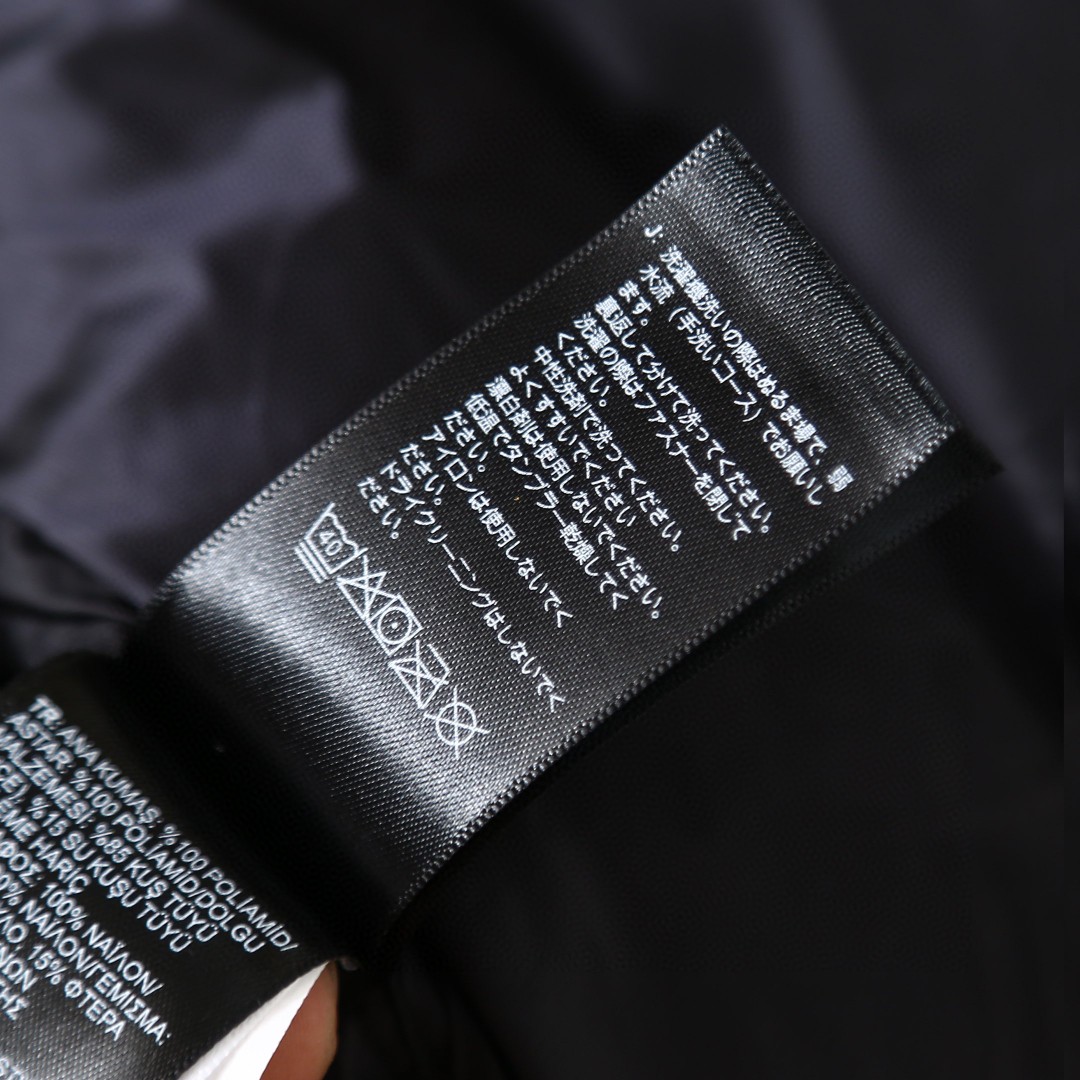 J: 洗濯機洗いの際はぬるま湯で、弱
水流（手洗いコース）でお願いし
ます。
裏返して分けて洗ってください。
洗濯の際はファスナーを閉して
ください。
中性洗剤で洗ってください。
よくすすいでください
漂白剤は使用しないでください。
低温でタンブラー乾燥してく
ださい。
アイロンは使用しないでく
ださい。
ドライクリーニングはしないでく
ださい。
40
TR: ANA KUMAŞ: %100 POLİAMİD/
ASTAR: %100 POLİAMİD/DOLGU
MALZEMESİ: %85 KUŞ TÜYÜ
%15 SU KUŞU TÜYÜ
HARİÇ
100% ΝΑΪΛΟΝ/
ΝΑΪΛΟΝ/ΓΕΜΙΣΜΑ:
15% ΦΤΕΡΑ